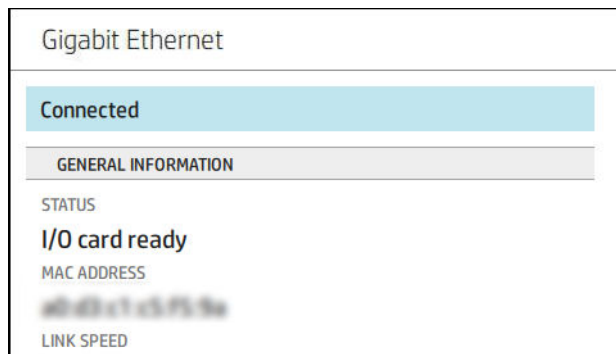 Gigabit Ethernet
Connected
GENERAL INFORMATION
STATUS
I/O card ready
MAC ADDRESS
LINK SPEED